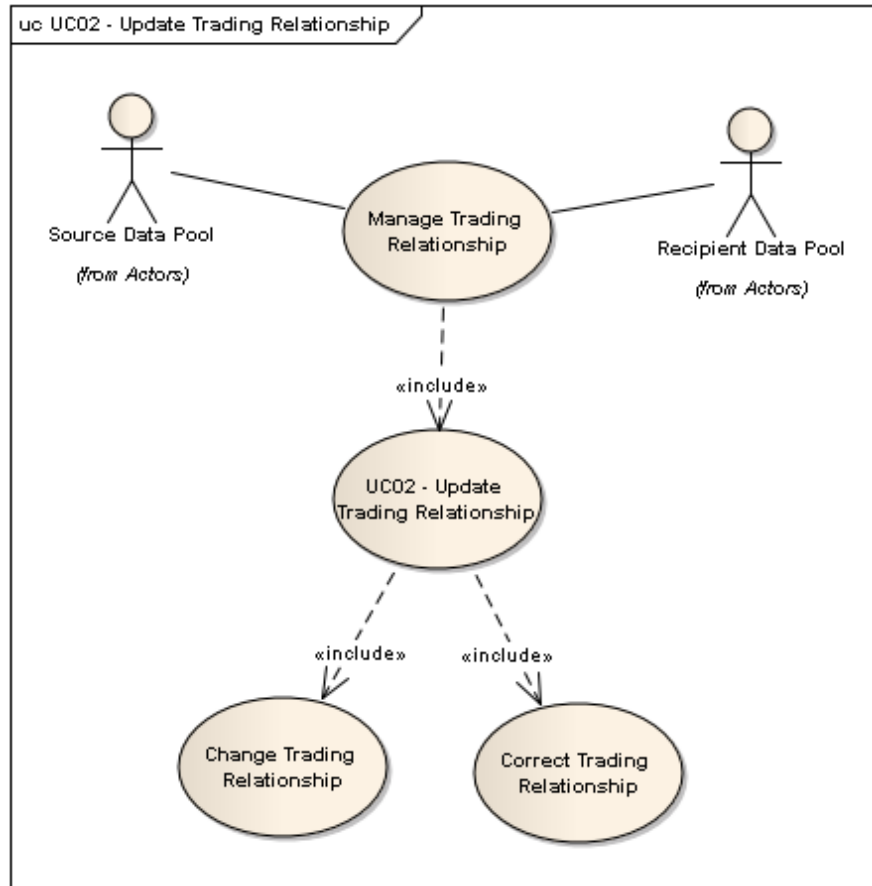 uc UC02 - Update Trading Relationship
Source Data Pool
(from Actors)
Manage Trading
Relationship
Recipient Data Pool
(from Actors)
«include»
UC02 - Update
Trading Relationship
«include»
«include»
Change Trading
Relationship
Correct Trading
Relationship